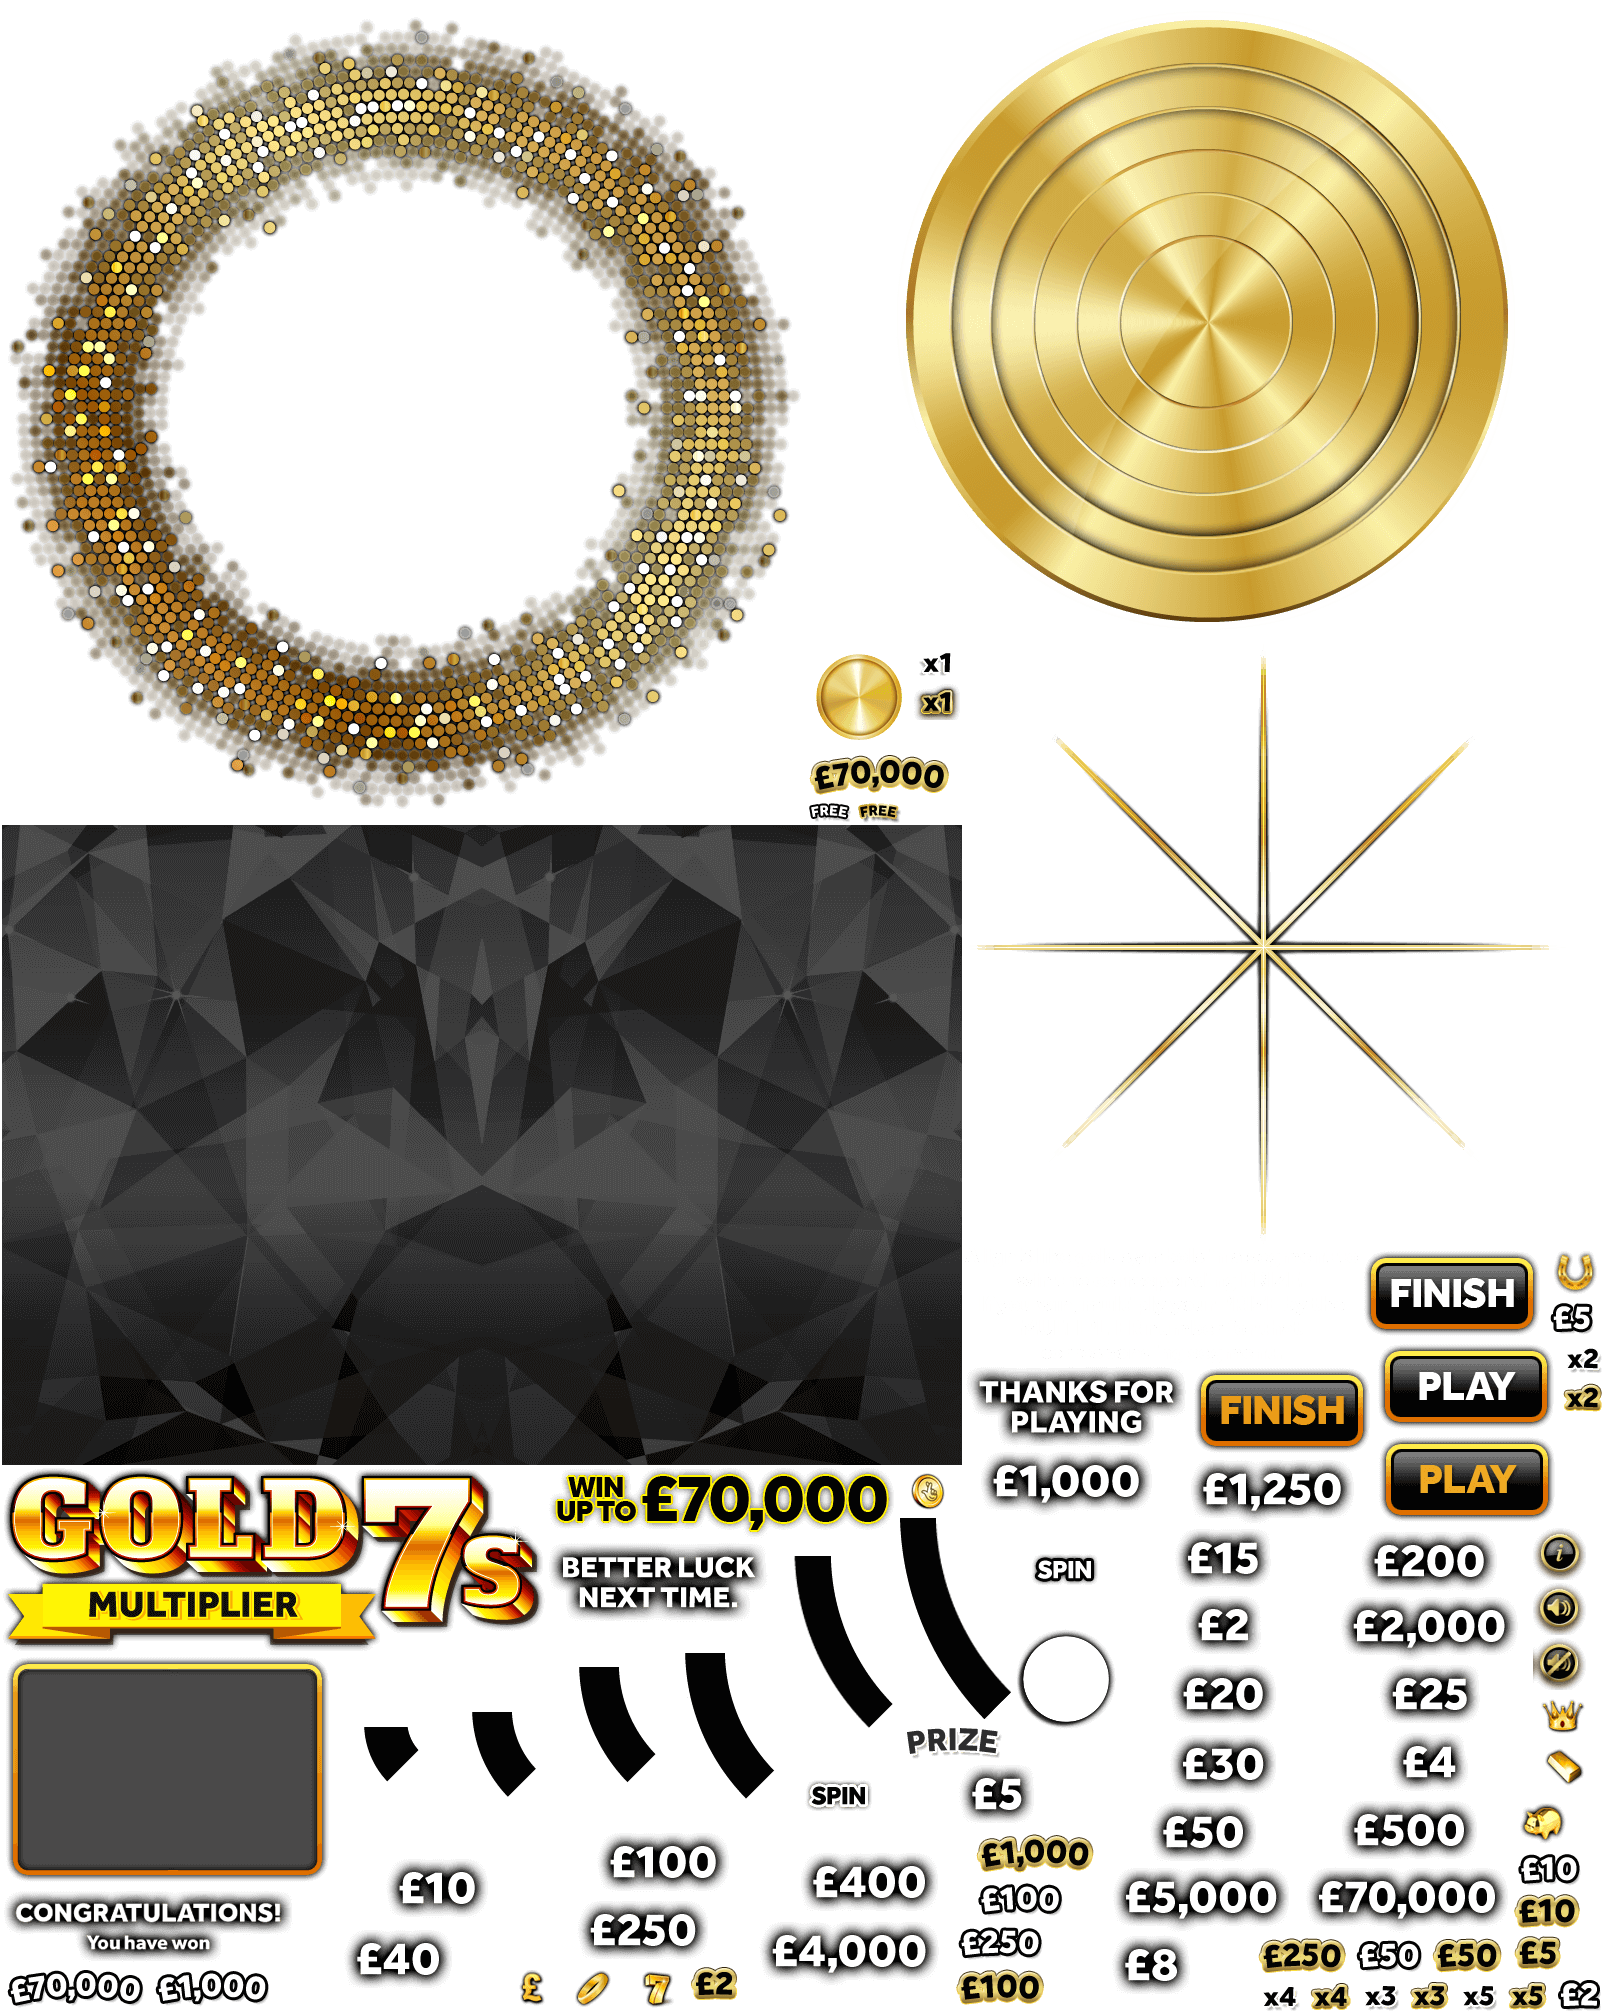 x1
x1
£70,000
FREE FREE
FINISH
£5
x2
PLAY
x2
THANKS FOR
PLAYING
FINISH
PLAY
£1,000
£1,250
GOLD 7s
MULTIPLIER
WIN
UP TO £70,000
BETTER LUCK
NEXT TIME.
SPIN
£15
£200
£2
£2,000
£20
£25
PRIZE
£30
£4
SPIN
£5
£50
£500
£1,000
£100
£10
£400
£100
£5,000
£70,000
£10
£10
CONGRATULATIONS!
You have won
£250
£250
£40
£4,000
£8
£250 £50 £50 £5
£70,000 £1,000
£ 7 £2
£100
x4 x4 x3 x3 x5 x5 £2